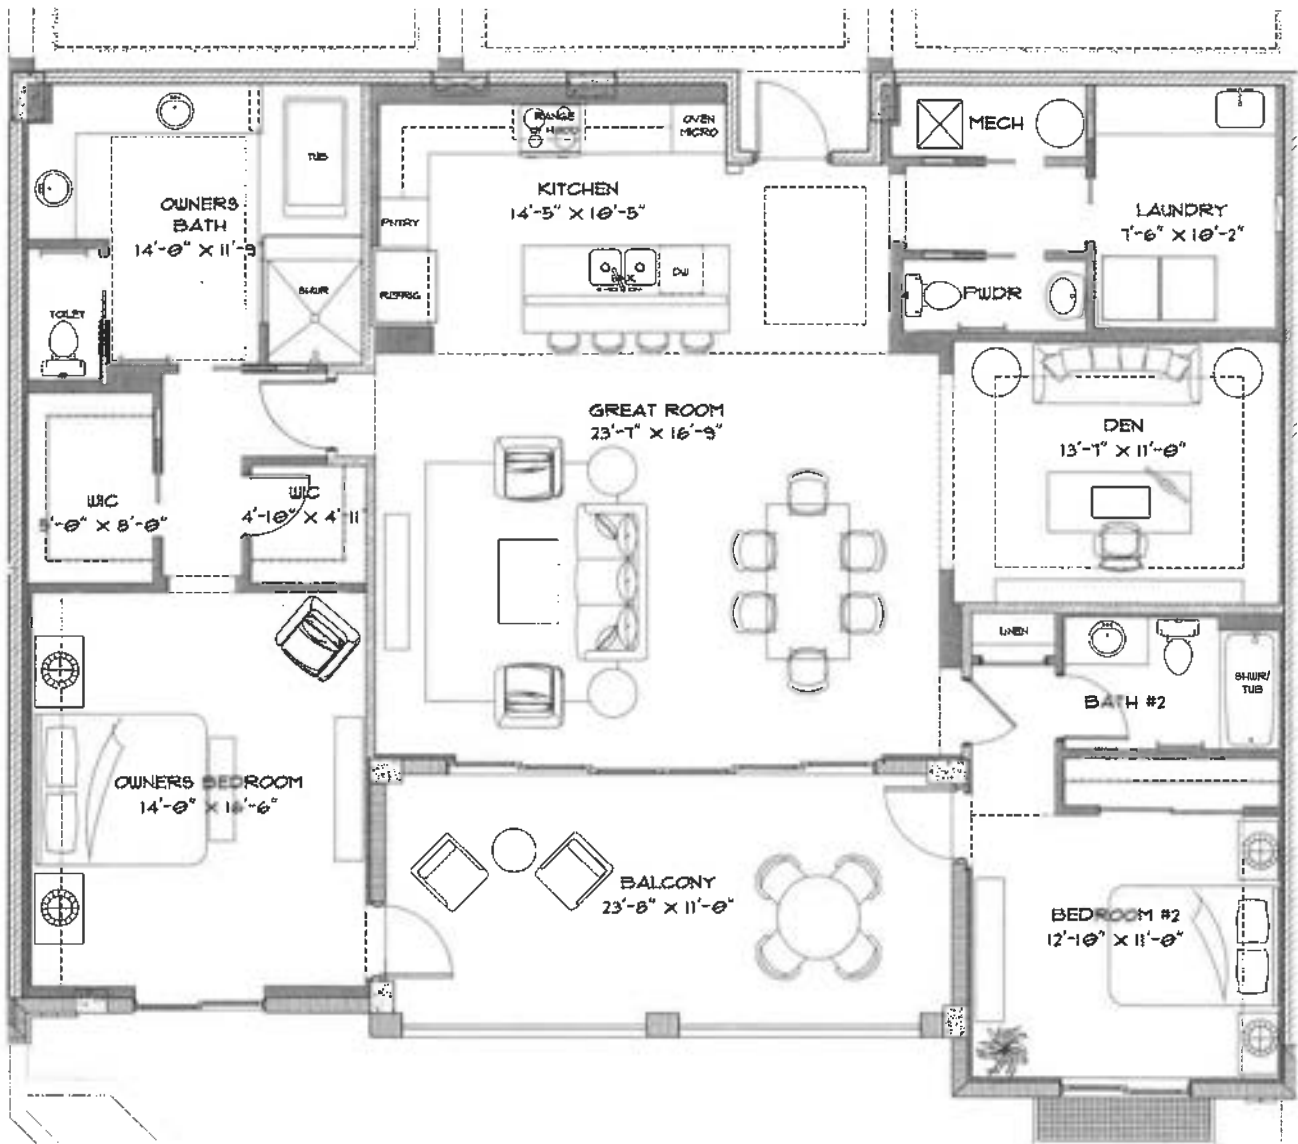 RANGE
OVEN
MICRO
MECH
TUB
KITCHEN
14'-5" X 10'-5"
OWNERS
BATH
14'-0" X 11'-9
PNTRY
LAUNDRY
7'-6" X 10'-2"
SHWR
REFRIG
DW
PWDR
TOILET
GREAT ROOM
23'-7" X 16'-9"
DEN
13'-7" X 11'-0"
WIC
'-0" X 8'-0"
WIC
4'-10" X 4'-11"
LINEN
SHWR/
TUB
BATH #2
OWNERS BEDROOM
14'-0" X 16'-6"
BALCONY
23'-8" X 11'-0"
BEDROOM #2
12'-10" X 11'-0"